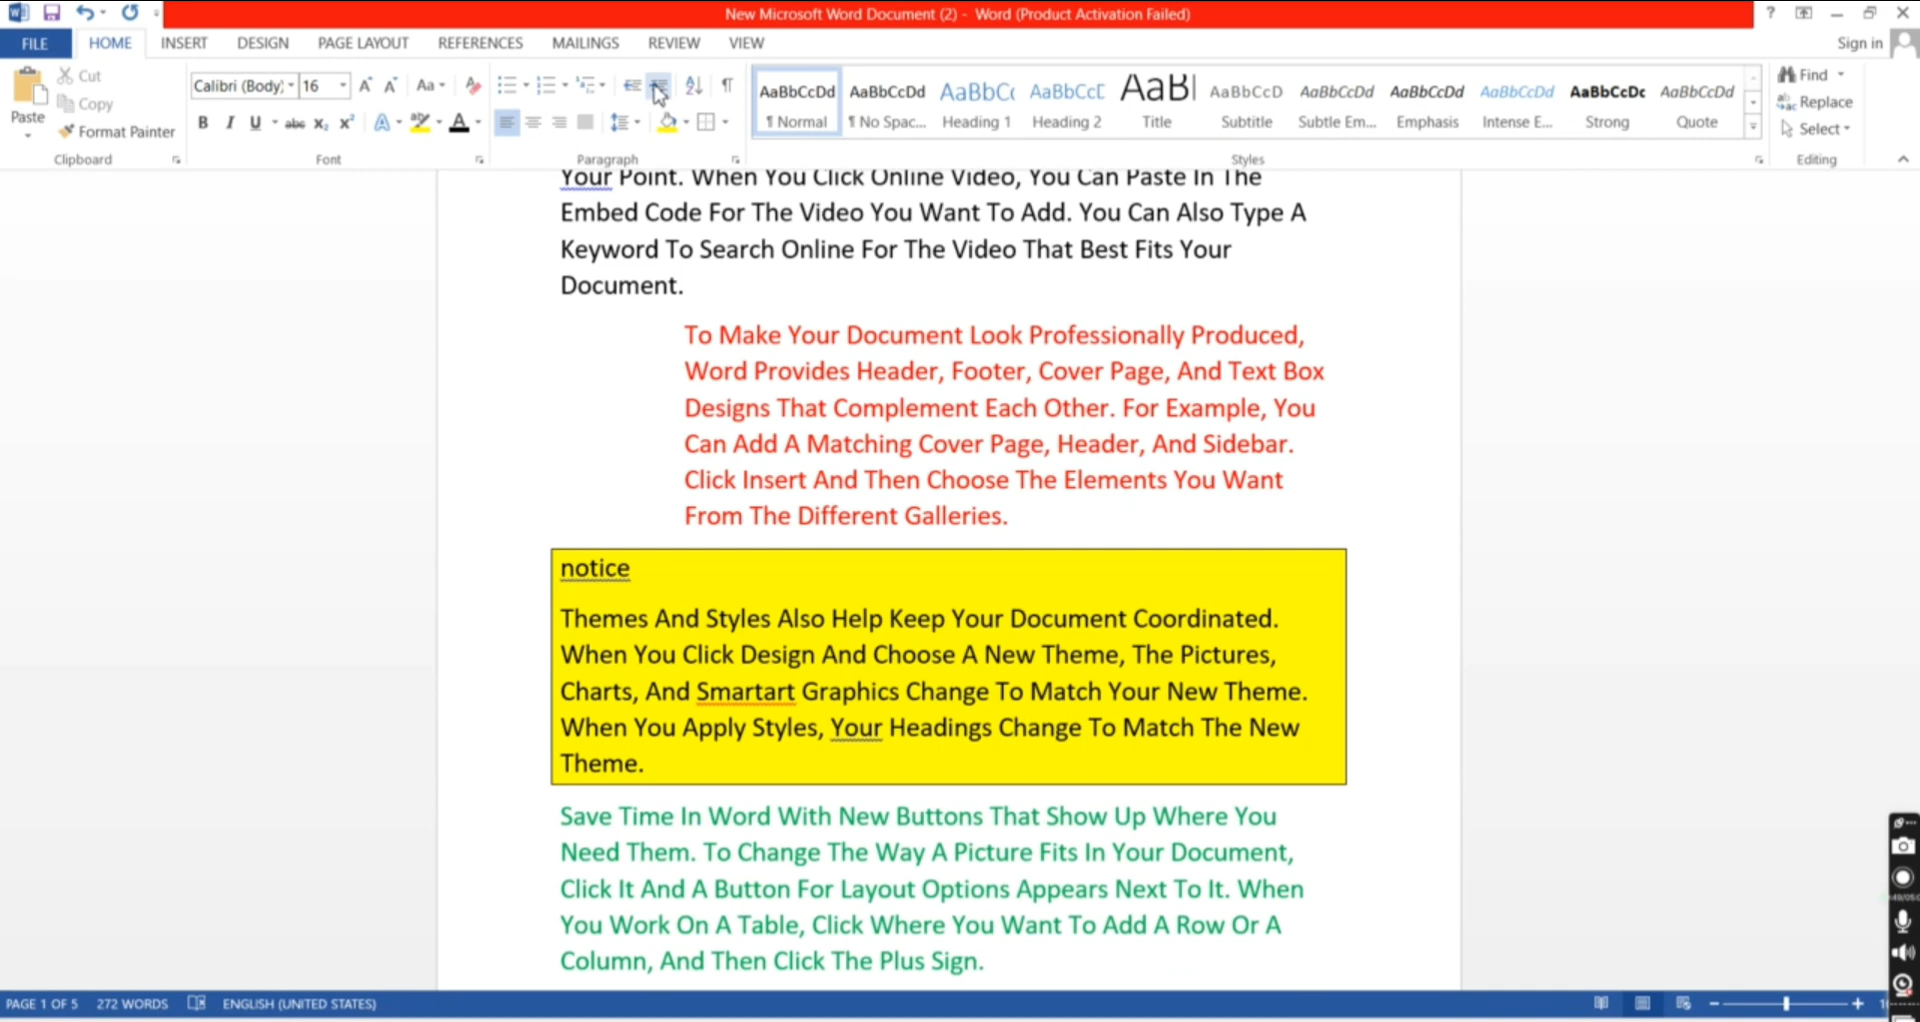 New Microsoft Word Document (2) - Word (Product Activation Failed)
?
FILE HOME INSERT DESIGN PAGE LAYOUT REFERENCES MAILINGS REVIEW VIEW Sign in
Paste
Cut
Copy
Format Painter
Clipboard
Calibri (Body) 16 Aa
B I U abc X₂ X² A ab A
Font
Paragraph
AaBbCcDd AaBbCcDd AaBbCc AaBbCcD AaB AaBbCcD AaBbCcDd AaBbCcDd AaBbCcDd AaBbCcDc AaBbCcDd
¶ Normal ¶ No Spac... Heading 1 Heading 2 Title Subtitle Subtle Em... Emphasis Intense E... Strong Quote
Styles
Find
Replace
Select
Editing
Your Point. When You Click Online Video, You Can Paste In The
Embed Code For The Video You Want To Add. You Can Also Type A
Keyword To Search Online For The Video That Best Fits Your
Document.
To Make Your Document Look Professionally Produced,
Word Provides Header, Footer, Cover Page, And Text Box
Designs That Complement Each Other. For Example, You
Can Add A Matching Cover Page, Header, And Sidebar.
Click Insert And Then Choose The Elements You Want
From The Different Galleries.
notice
Themes And Styles Also Help Keep Your Document Coordinated.
When You Click Design And Choose A New Theme, The Pictures,
Charts, And Smartart Graphics Change To Match Your New Theme.
When You Apply Styles, Your Headings Change To Match The New
Theme.
Save Time In Word With New Buttons That Show Up Where You
Need Them. To Change The Way A Picture Fits In Your Document,
Click It And A Button For Layout Options Appears Next To It. When
You Work On A Table, Click Where You Want To Add A Row Or A
Column, And Then Click The Plus Sign.
PAGE 1 OF 5 272 WORDS ENGLISH (UNITED STATES)